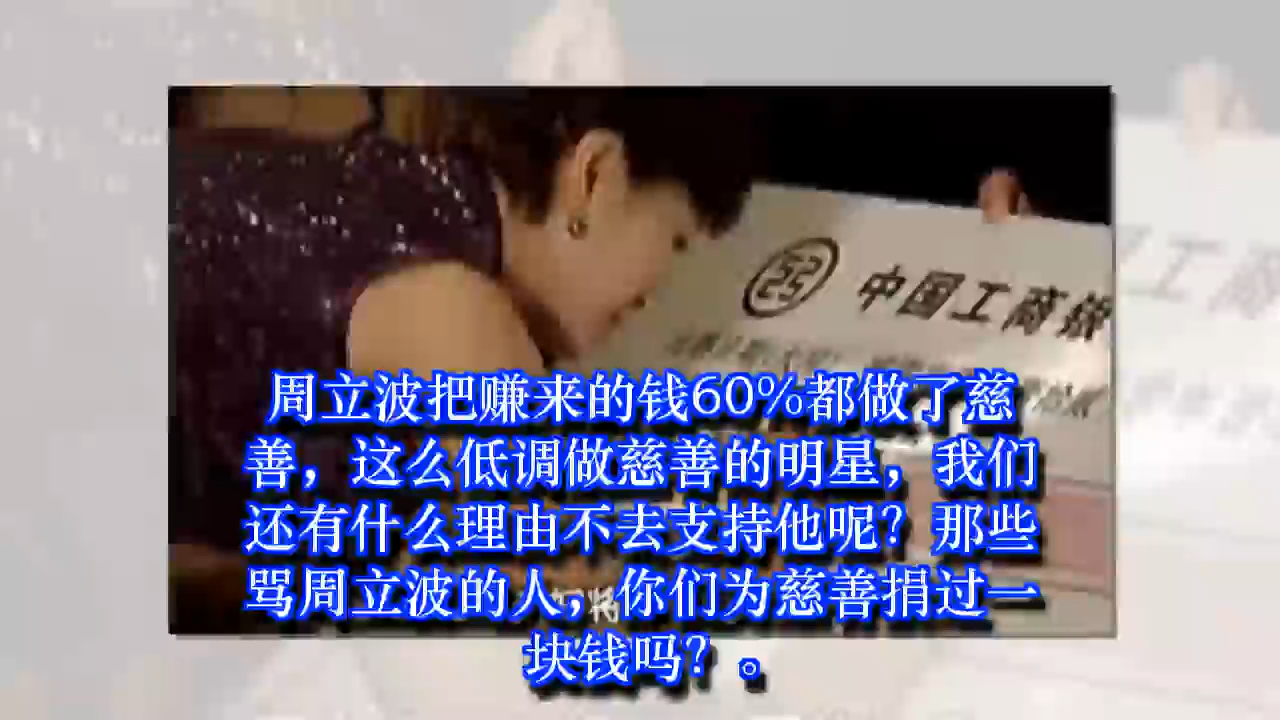 中国工商银
周立波把赚来的钱60%都做了慈
善，这么低调做慈善的明星，我们
还有什么理由不去支持他呢？那些
骂周立波的人，你们为慈善捐过一
块钱吗？。